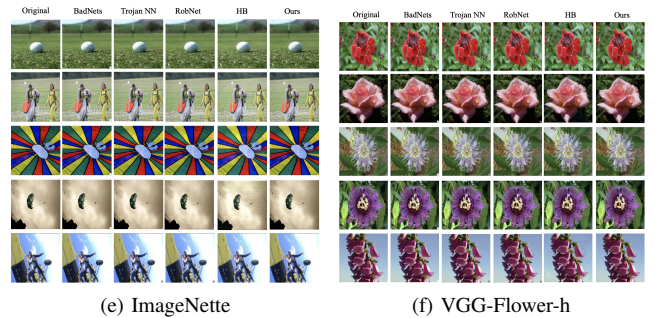 Original BadNets Trojan NN RobNet HB Ours
Original BadNets Trojan NN RobNet HB Ours
(e) ImageNette
(f) VGG-Flower-h